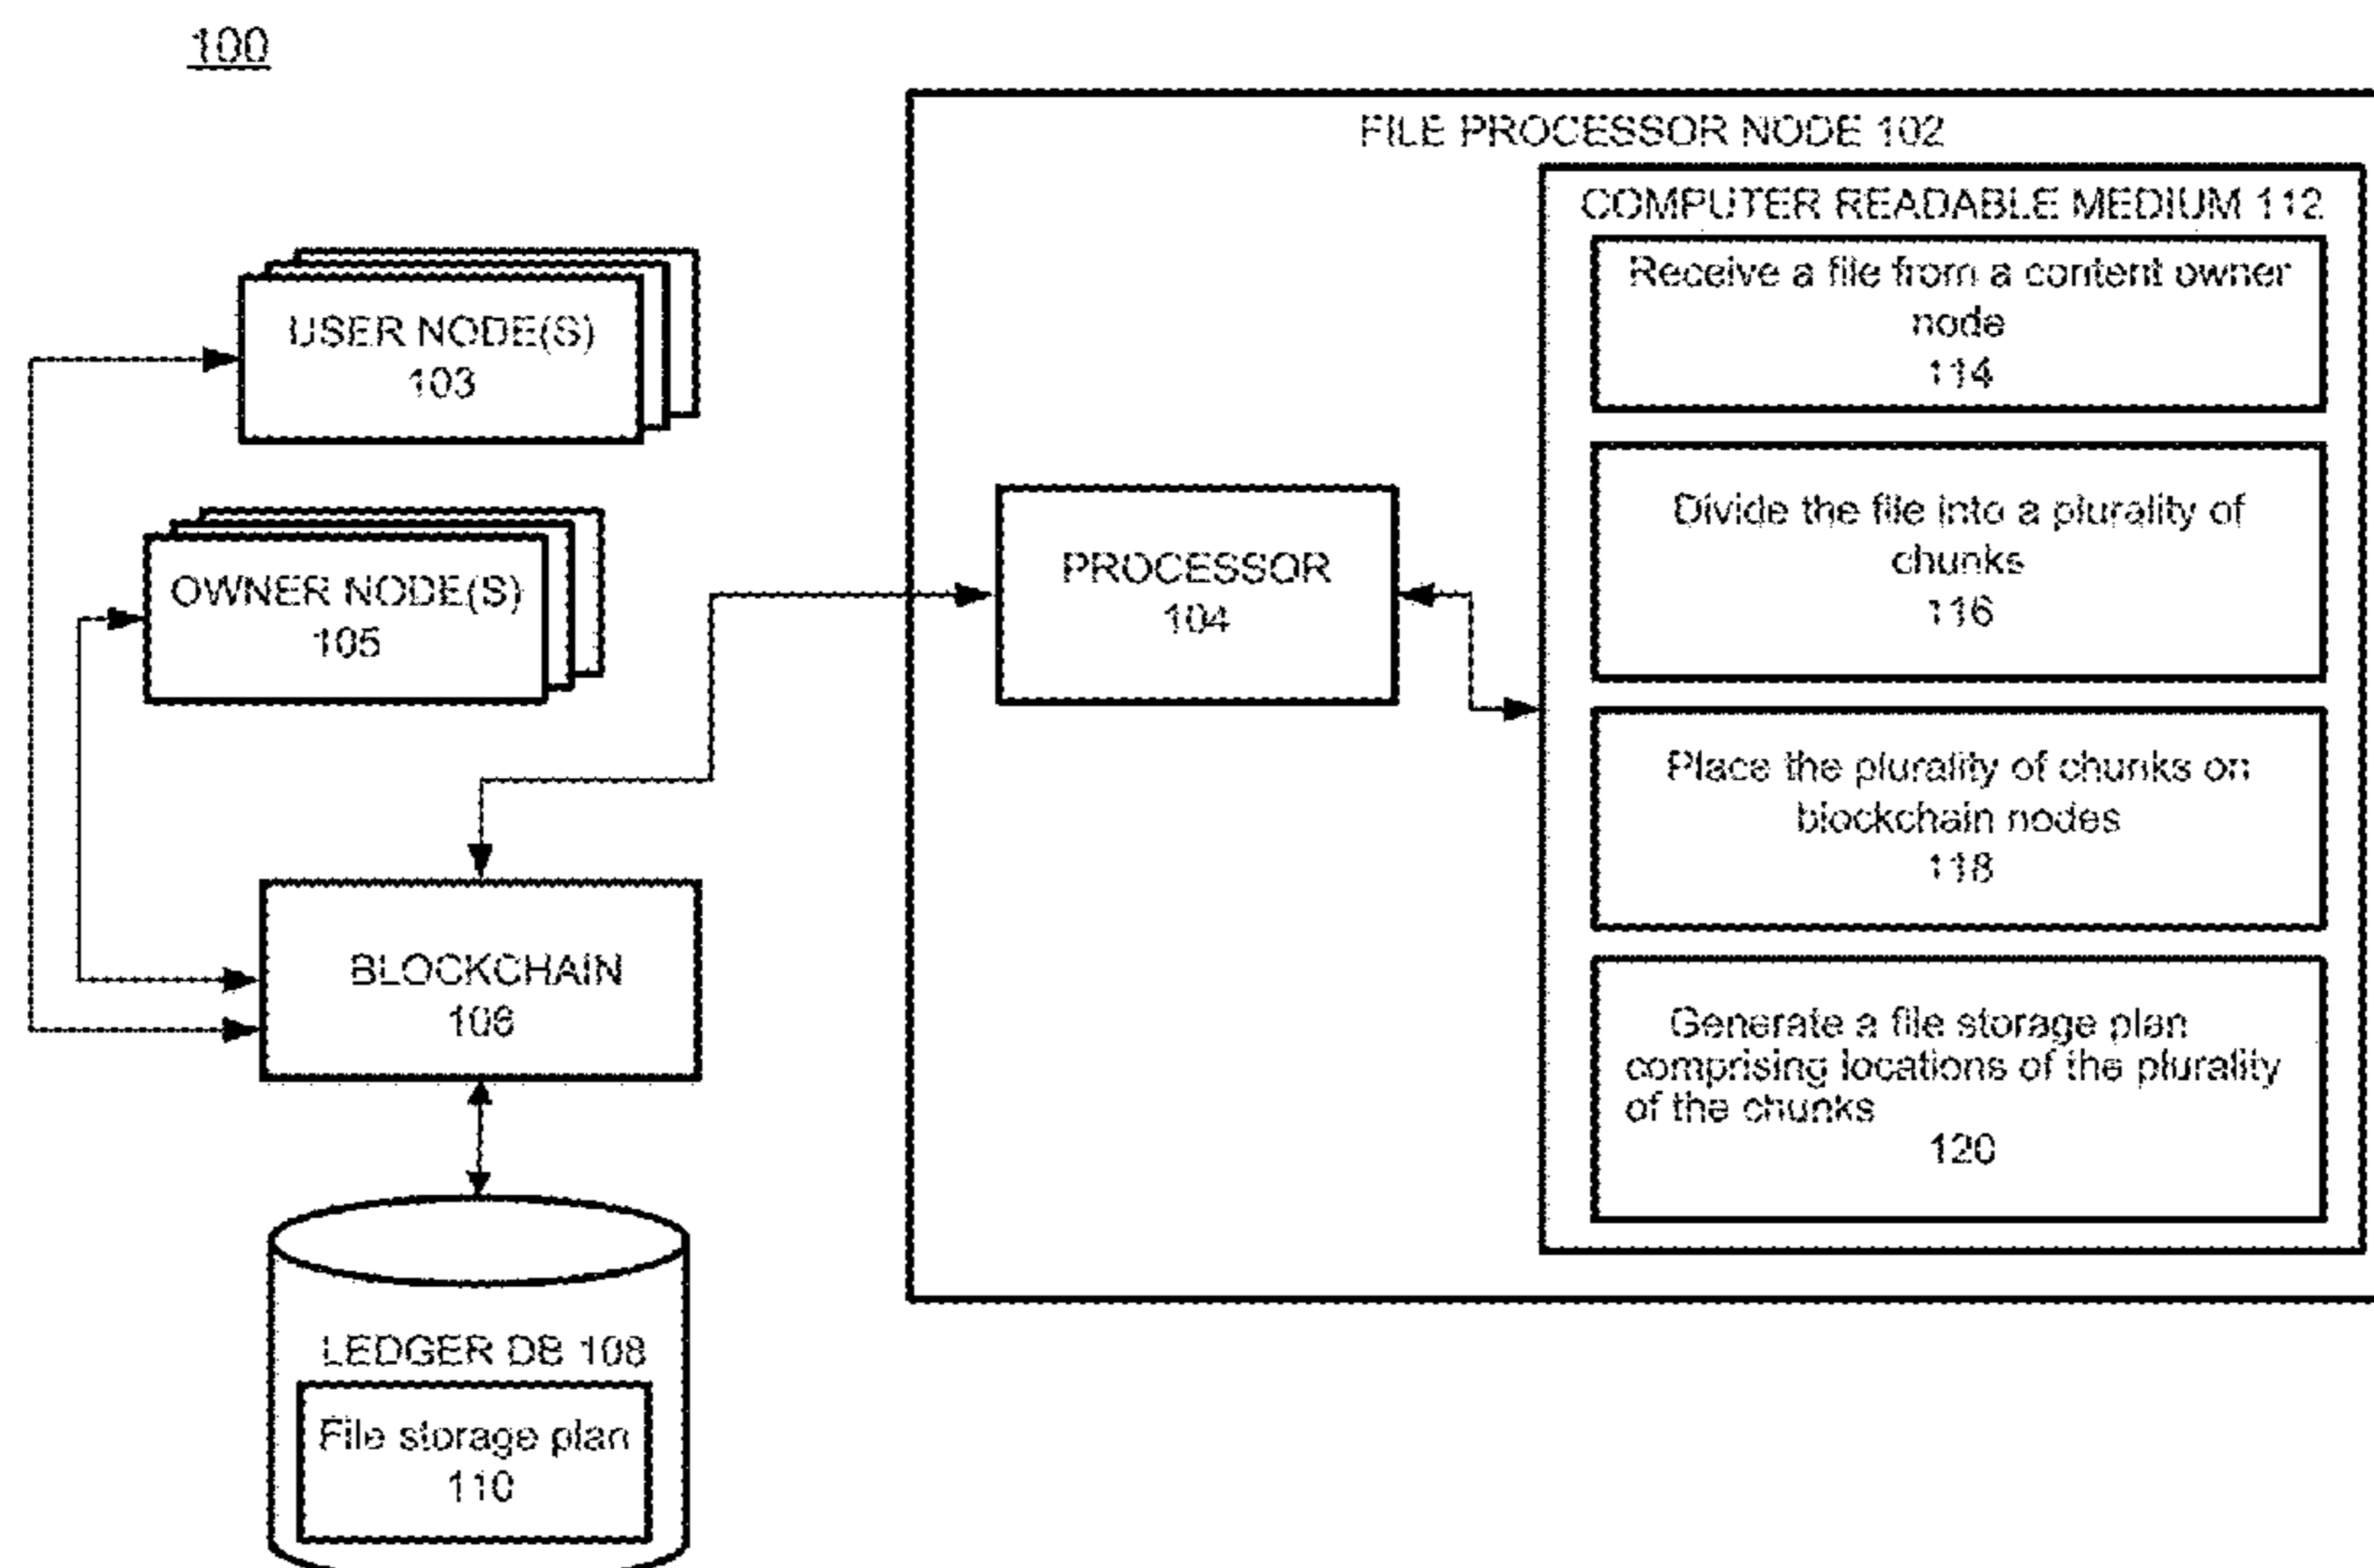 100
FILE PROCESSOR NODE 102
COMPUTER READABLE MEDIUM 112
Receive a file from a content owner
node
114
Divide the file into a plurality of
chunks
116
Place the plurality of chunks on
blockchain nodes
118
Generate a file storage plan
comprising locations of the plurality
of the chunks
120
PROCESSOR
104
USER NODE(S)
103
OWNER NODE(S)
105
BLOCKCHAIN
106
LEDGER DB 108
File storage plan
110